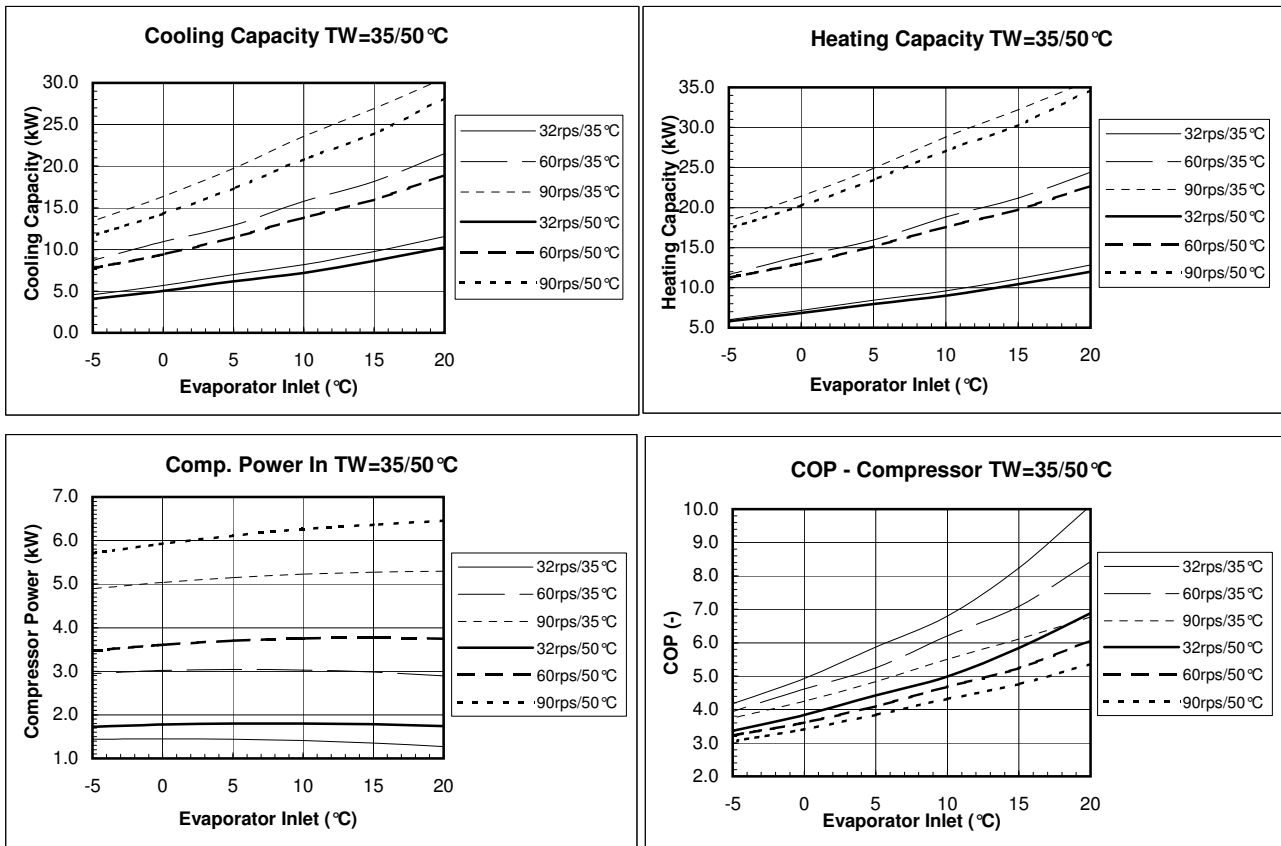 Cooling Capacity TW=35/50°C
Cooling Capacity (kW)
30.0
25.0
20.0
15.0
10.0
5.0
0.0
-5 0 5 10 15 20
Evaporator Inlet (°C)
32rps/35°C
60rps/35°C
90rps/35°C
32rps/50°C
60rps/50°C
90rps/50°C
Heating Capacity TW=35/50°C
Heating Capacity (kW)
35.0
30.0
25.0
20.0
15.0
10.0
5.0
-5 0 5 10 15 20
Evaporator Inlet (°C)
32rps/35°C
60rps/35°C
90rps/35°C
32rps/50°C
60rps/50°C
90rps/50°C
Comp. Power In TW=35/50°C
Compressor Power (kW)
7.0
6.0
5.0
4.0
3.0
2.0
1.0
-5 0 5 10 15 20
Evaporator Inlet (°C)
32rps/35°C
60rps/35°C
90rps/35°C
32rps/50°C
60rps/50°C
90rps/50°C
COP - Compressor TW=35/50°C
COP (-)
10.0
9.0
8.0
7.0
6.0
5.0
4.0
3.0
2.0
-5 0 5 10 15 20
Evaporator Inlet (°C)
32rps/35°C
60rps/35°C
90rps/35°C
32rps/50°C
60rps/50°C
90rps/50°C